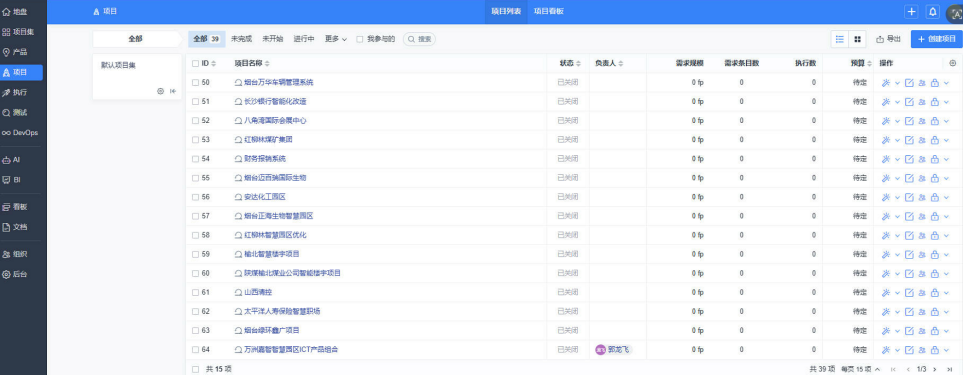 地盘
项目集
产品
项目
执行
测试
DevOps
AI
BI
看板
文档
组织
后台
项目
项目列表 项目看板
全部
默认项目集
全部 39 未完成 未开始 进行中 更多 我参与的 搜索
导出 + 创建项目
ID 项目名称 状态 负责人 需求规模 需求条目数 执行数 预算 操作
50 烟台万华车辆管理系统 已关闭 0 fp 0 0 待定
51 长沙银行智能化改造 已关闭 0 fp 0 0 待定
52 八角湾国际会展中心 已关闭 0 fp 0 0 待定
53 红柳林煤矿集团 已关闭 0 fp 0 0 待定
54 财务报销系统 已关闭 0 fp 0 0 待定
55 烟台迈百瑞国际生物 已关闭 0 fp 0 0 待定
56 安达化工园区 已关闭 0 fp 0 0 待定
57 烟台正海生物智慧园区 已关闭 0 fp 0 0 待定
58 红柳林智慧园区优化 已关闭 0 fp 0 0 待定
59 榆北智慧楼宇项目 已关闭 0 fp 0 0 待定
60 陕煤榆北煤业公司智能楼宇项目 已关闭 0 fp 0 0 待定
61 山西清控 已关闭 0 fp 0 0 待定
62 太平洋人寿保险智慧职场 已关闭 0 fp 0 0 待定
63 烟台绿环鑫广项目 已关闭 0 fp 0 0 待定
64 万洲嘉智智慧园区ICT产品组合 已关闭 郭龙飞 0 fp 0 0 待定
共 15 项 共 39 项 每页 15 项 1/3